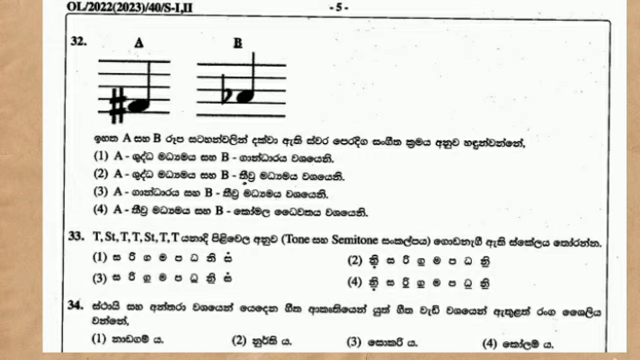 OL/2022(2023)/40/S-I,II - 5 -
32. A B
ඉහත A සහ B රූප සටහන්වලින් දක්වා ඇති ස්වර පෙරදිග සංගීත ක්‍රමය අනුව හඳුන්වන්නේ,
(1) A - ශුද්ධ මධ්‍යමය සහ B - ගාන්ධාරය වශයෙනි.
(2) A - ශුද්ධ මධ්‍යමය සහ B - තීව්‍ර මධ්‍යමය වශයෙනි.
(3) A - ගාන්ධාරය සහ B - තීව්‍ර මධ්‍යමය වශයෙනි.
(4) A - තීව්‍ර මධ්‍යමය සහ B - කෝමල ධෛවතය වශයෙනි.
33. T, St, T, T, St, T, T යනාදි පිළිවෙල අනුව (Tone සහ Semitone සංකල්පය) ගොඩනැගී ඇති ස්කේලය තෝරන්න.
(1) ස රි ග ම ප ධ නි ස් (2) නි ස රි ග ම ප ධ නි
(3) ස රි ග ම ප ධ නි ස් (4) නි ස රි ග ම ප ධ නි
34. ස්ථායි සහ අන්තරා වශයෙන් යෙදෙන ගීත ආකෘතියෙන් යුත් ගීත වැඩි වශයෙන් ඇතුළත් රංග ශෛලිය
වන්නේ,
(1) නාඩගම් ය. (2) නූර්ති ය. (3) සොකරි ය. (4) කෝලම් ය.